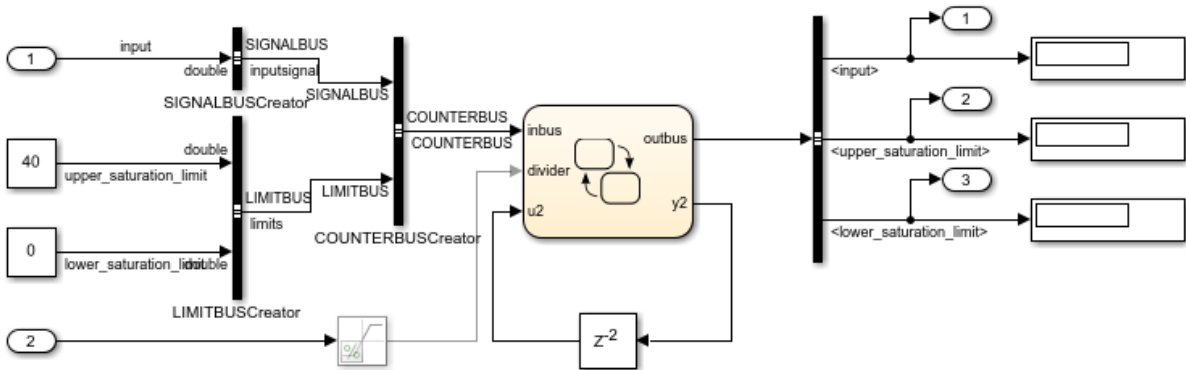 1
input
double
SIGNALBUS
inputsignal
SIGNALBUSCreator
SIGNALBUS
40
double
upper_saturation_limit
0
lower_saturation_limit
double
LIMITBUS
limits
LIMITBUSCreator
LIMITBUS
COUNTERBUS
COUNTERBUS
COUNTERBUSCreator
2
%
inbus
divider
u2
outbus
y2
Z-2
1
<input>
2
<upper_saturation_limit>
3
<lower_saturation_limit>